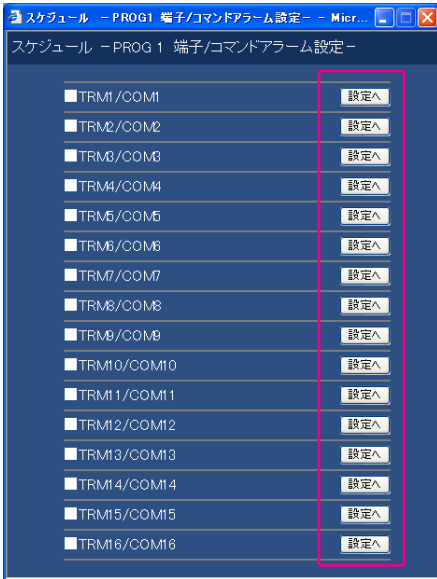 スケジュール －PROG1 端子/コマンドアラーム設定－ - Micr...
スケジュール －PROG 1 端子/コマンドアラーム設定－
■TRM1/COM1 設定へ
■TRM2/COM2 設定へ
■TRM3/COM3 設定へ
■TRM4/COM4 設定へ
■TRM5/COM5 設定へ
■TRM6/COM6 設定へ
■TRM7/COM7 設定へ
■TRM8/COM8 設定へ
■TRM9/COM9 設定へ
■TRM10/COM10 設定へ
■TRM11/COM11 設定へ
■TRM12/COM12 設定へ
■TRM13/COM13 設定へ
■TRM14/COM14 設定へ
■TRM15/COM15 設定へ
■TRM16/COM16 設定へ